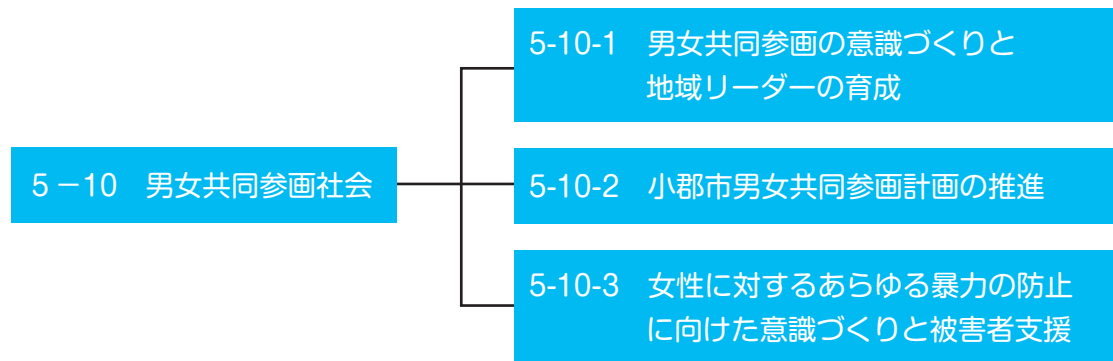 5－10　男女共同参画社会
5-10-1　男女共同参画の意識づくりと
地域リーダーの育成
5-10-2　小郡市男女共同参画計画の推進
5-10-3　女性に対するあらゆる暴力の防止
に向けた意識づくりと被害者支援